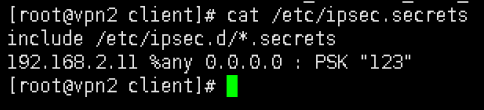 [root@vpn2 client]# cat /etc/ipsec.secrets
include /etc/ipsec.d/*.secrets
192.168.2.11 %any 0.0.0.0 : PSK "123"
[root@vpn2 client]#